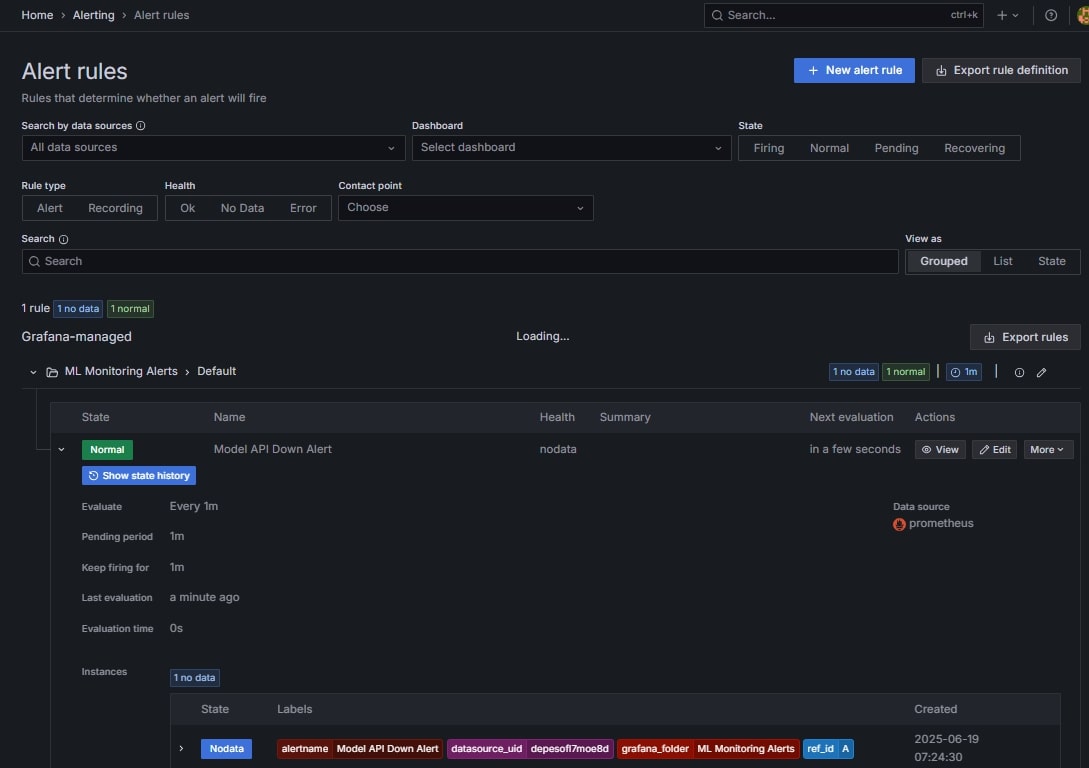 Home > Alerting > Alert rules Search... ctrl+k
Alert rules
New alert rule Export rule definition
Rules that determine whether an alert will fire
Search by data sources Dashboard State
All data sources Select dashboard Firing Normal Pending Recovering
Rule type Health Contact point
Alert Recording Ok No Data Error Choose
Search View as
Search Grouped List State
1 rule 1 no data 1 normal
Grafana-managed Loading... Export rules
ML Monitoring Alerts > Default 1 no data 1 normal | 1m |
State Name Health Summary Next evaluation Actions
Normal Model API Down Alert nodata in a few seconds View Edit More
Show state history
Evaluate Every 1m Data source
prometheus
Pending period 1m
Keep firing for 1m
Last evaluation a minute ago
Evaluation time 0s
Instances 1 no data
State Labels Created
Nodata alertname Model API Down Alert datasource_uid depesofl7moe8d grafana_folder ML Monitoring Alerts ref_id A 2025-06-19
07:24:30